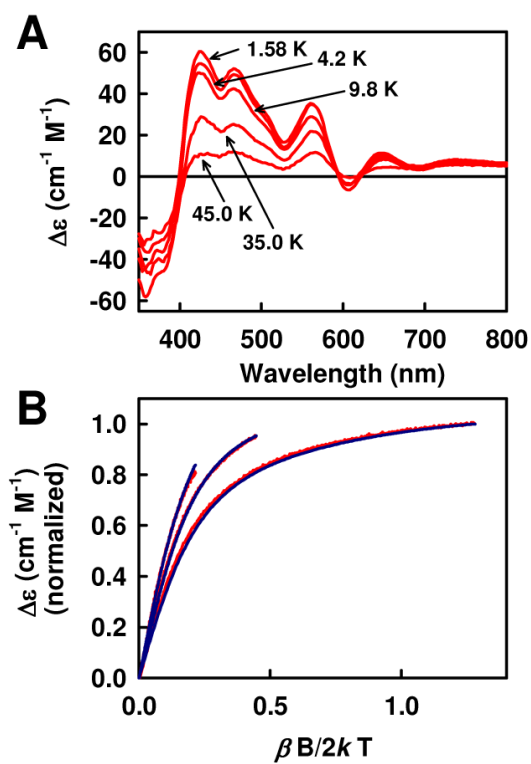 A
60
40
20
0
-20
-40
-60
Δε (cm⁻¹ M⁻¹)
1.58 K
4.2 K
9.8 K
45.0 K
35.0 K
400 500 600 700 800
Wavelength (nm)
B
1.0
0.8
0.6
0.4
0.2
0.0
Δε (cm⁻¹ M⁻¹)
(normalized)
0.0 0.5 1.0
β B/2k T